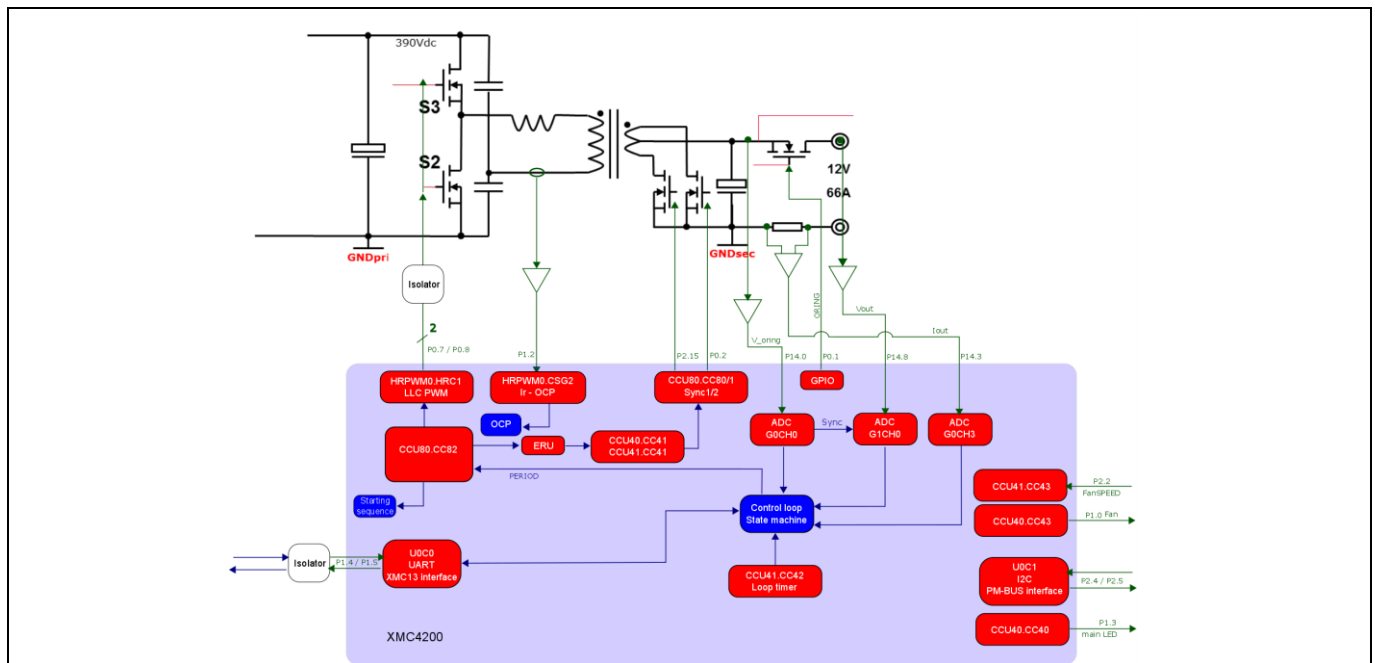 390Vdc
S3
S2
12V
66A
GNDpri
GNDsec
Isolator
2
P0.7 / P0.8
P1.2
P2.15
P0.2
V_oring
P14.0
ORING
P0.1
Vout
P14.8
Iout
P14.3
HRPWM0.HRC1
LLC PWM
HRPWM0.CSG2
Ir - OCP
CCU80.CC80/1
Sync1/2
GPIO
OCP
ERU
CCU80.CC82
CCU40.CC41
CCU41.CC41
ADC
G0CH0
Sync
ADC
G1CH0
ADC
G0CH3
PERIOD
Starting
sequence
Control loop
State machine
CCU41.CC43
P2.2
FanSPEED
CCU40.CC43
P1.0 Fan
Isolator
P1.4 / P1.5
U0C0
UART
XMC13 interface
CCU41.CC42
Loop timer
U0C1
I2C
PM-BUS interface
P2.4 / P2.5
CCU40.CC40
P1.3
main LED
XMC4200